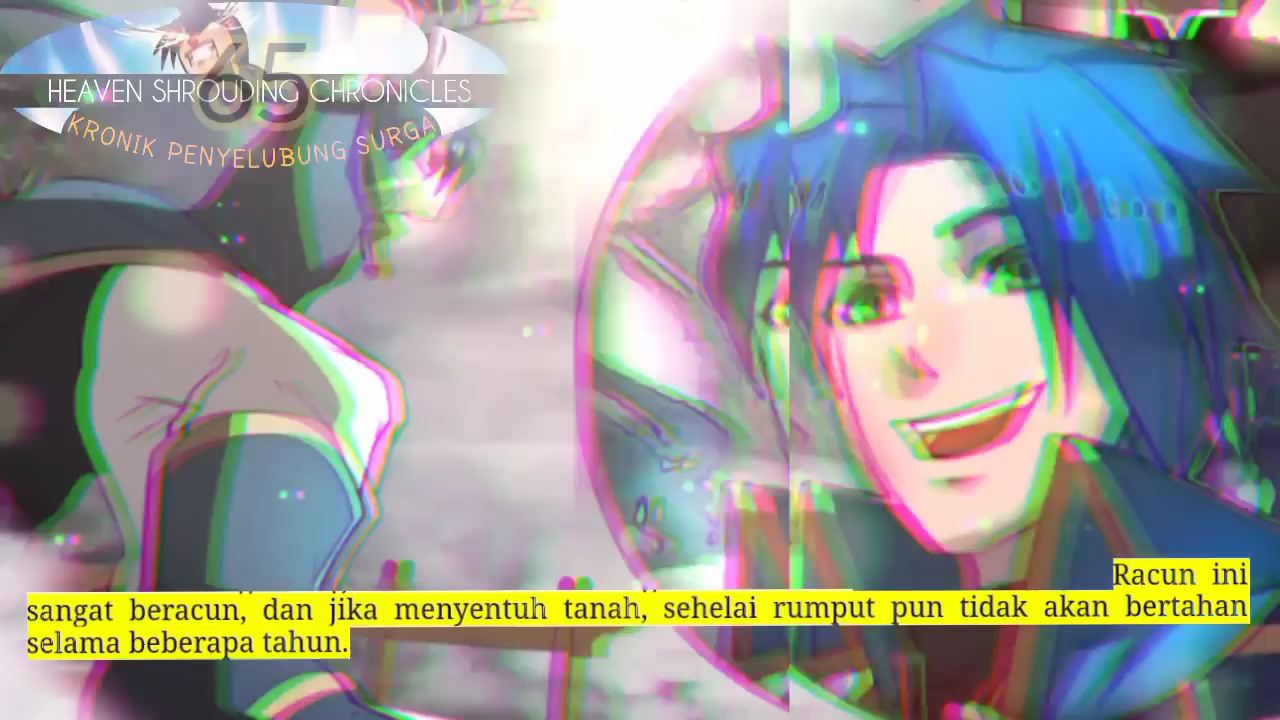 65
HEAVEN SHROUDING CHRONICLES
KRONIK PENYELUBUNG SURGA
Racun ini
sangat beracun, dan jika menyentuh tanah, sehelai rumput pun tidak akan bertahan
selama beberapa tahun.